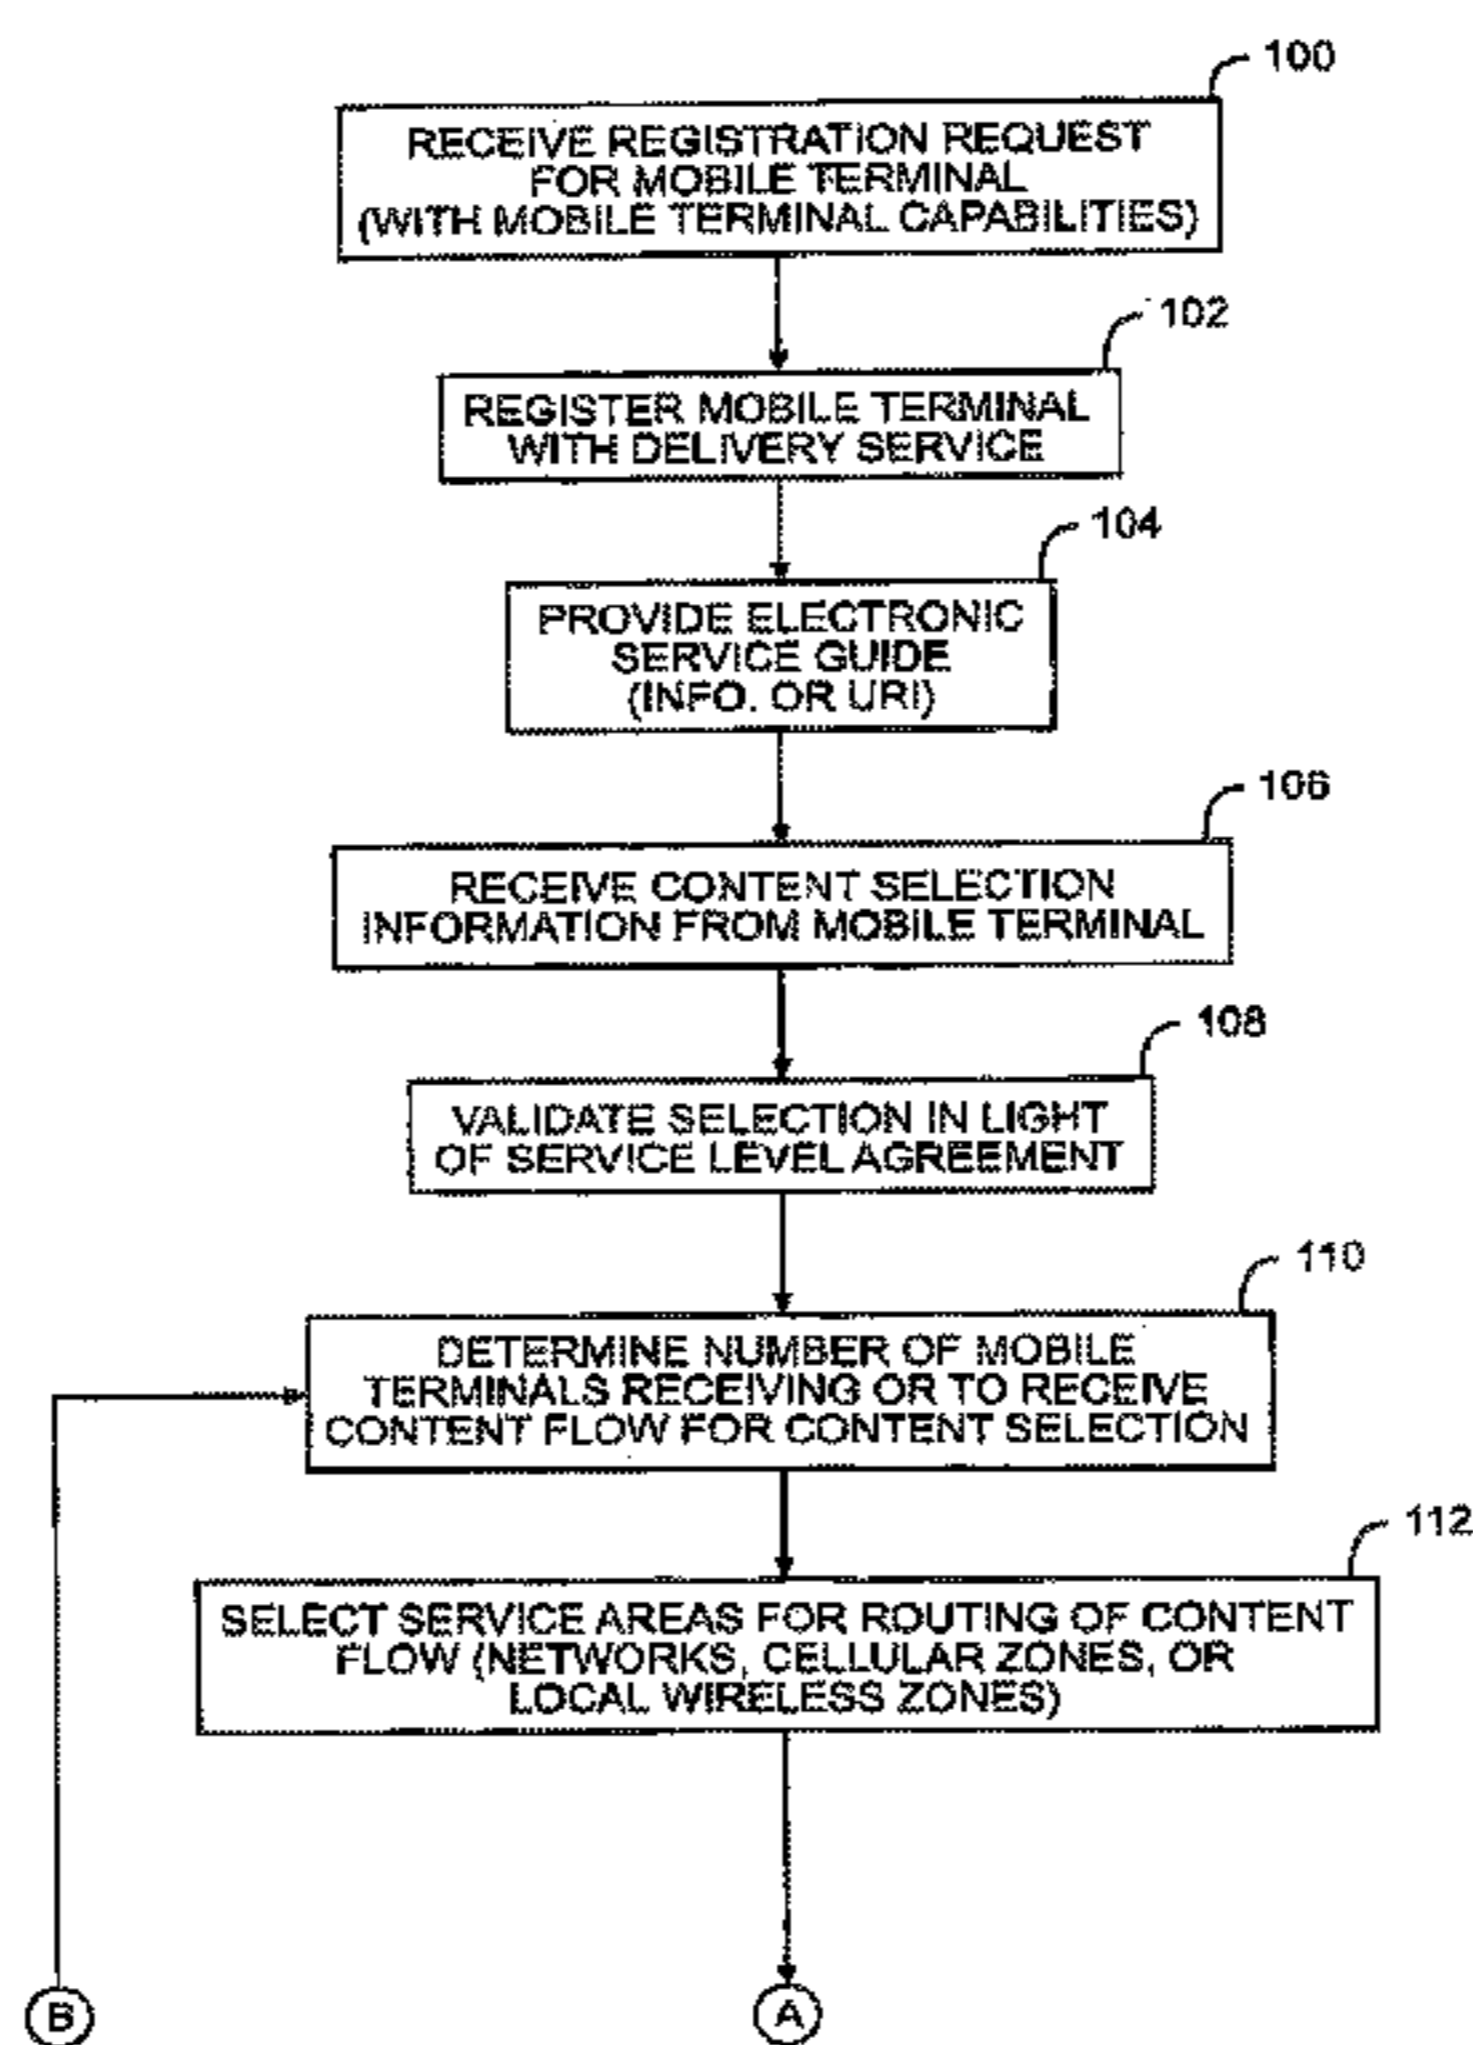 100
RECEIVE REGISTRATION REQUEST
FOR MOBILE TERMINAL
(WITH MOBILE TERMINAL CAPABILITIES)
102
REGISTER MOBILE TERMINAL
WITH DELIVERY SERVICE
104
PROVIDE ELECTRONIC
SERVICE GUIDE
(INFO. OR URI)
106
RECEIVE CONTENT SELECTION
INFORMATION FROM MOBILE TERMINAL
108
VALIDATE SELECTION IN LIGHT
OF SERVICE LEVEL AGREEMENT
110
DETERMINE NUMBER OF MOBILE
TERMINALS RECEIVING OR TO RECEIVE
CONTENT FLOW FOR CONTENT SELECTION
112
SELECT SERVICE AREAS FOR ROUTING OF CONTENT
FLOW (NETWORKS, CELLULAR ZONES, OR
LOCAL WIRELESS ZONES)
B
A